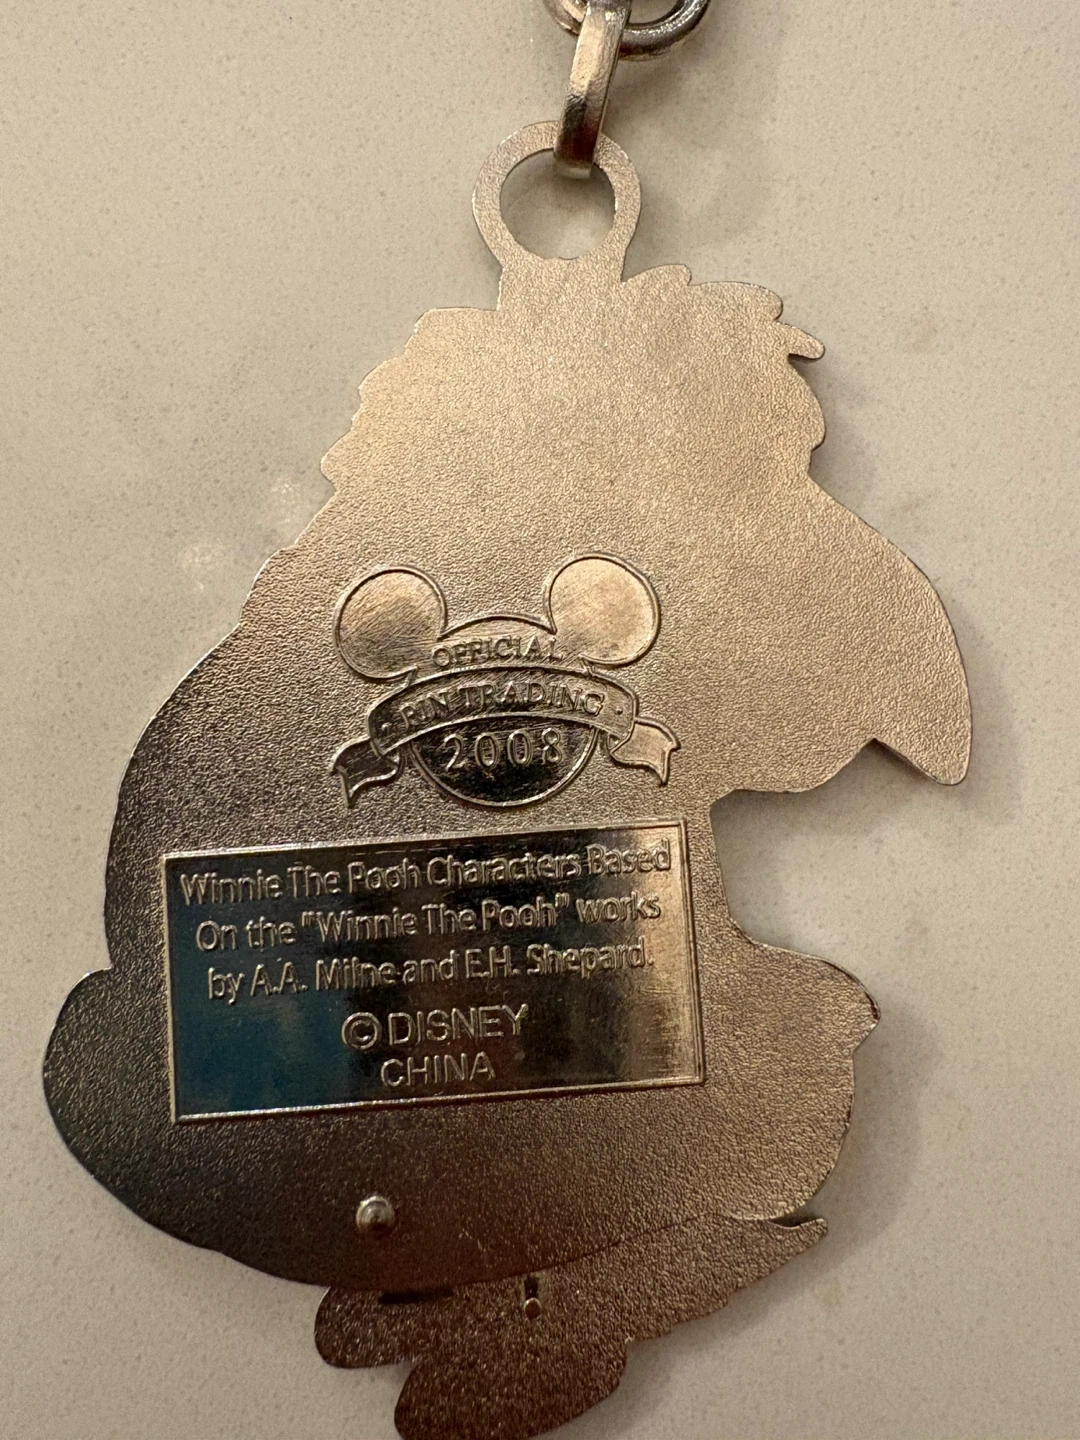 OFFICIAL
· PIN TRADING ·
2008
Winnie The Pooh Characters Based
On the "Winnie The Pooh" works
by A.A. Milne and E.H. Shepard.
© DISNEY
CHINA